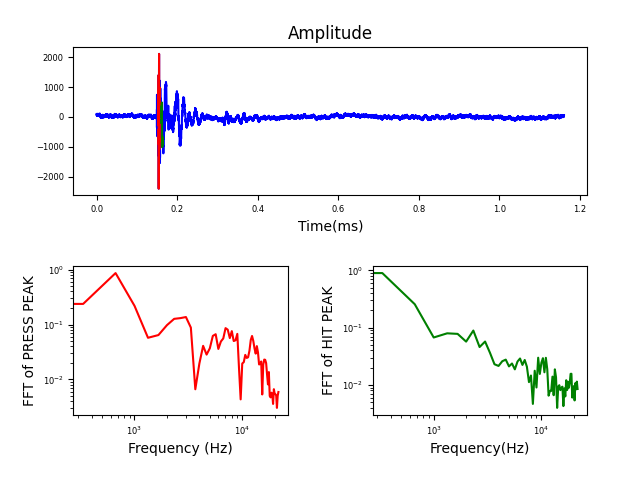 Amplitude
2000
1000
0
−1000
−2000
0.0 0.2 0.4 0.6 0.8 1.0 1.2
Time(ms)
FFT of PRESS PEAK
10⁰
10⁻¹
10⁻²
10³ 10⁴
Frequency (Hz)
FFT of HIT PEAK
10⁰
10⁻¹
10⁻²
10³ 10⁴
Frequency(Hz)